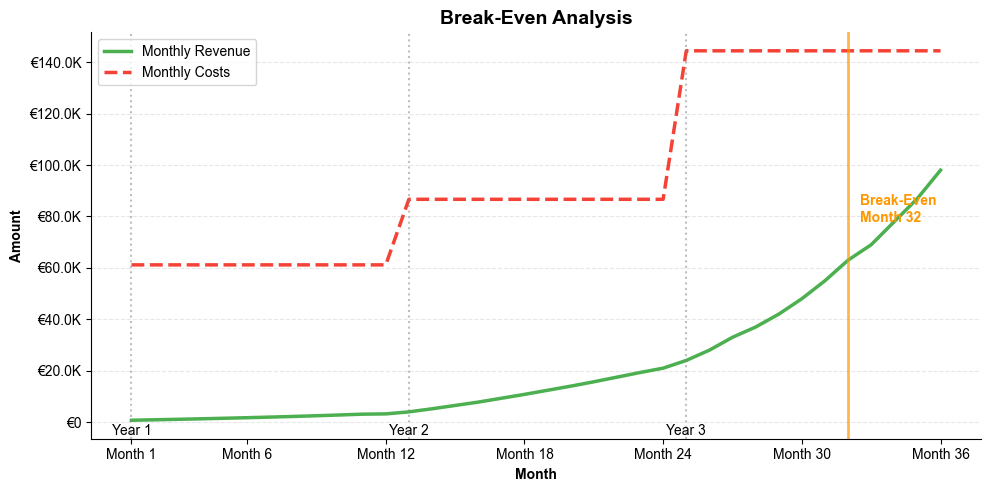 Break-Even Analysis
Monthly Revenue
Monthly Costs
€140.0K
€120.0K
€100.0K
€80.0K
€60.0K
€40.0K
€20.0K
€0
Amount
Break-Even
Month 32
Year 1
Year 2
Year 3
Month 1
Month 6
Month 12
Month 18
Month 24
Month 30
Month 36
Month